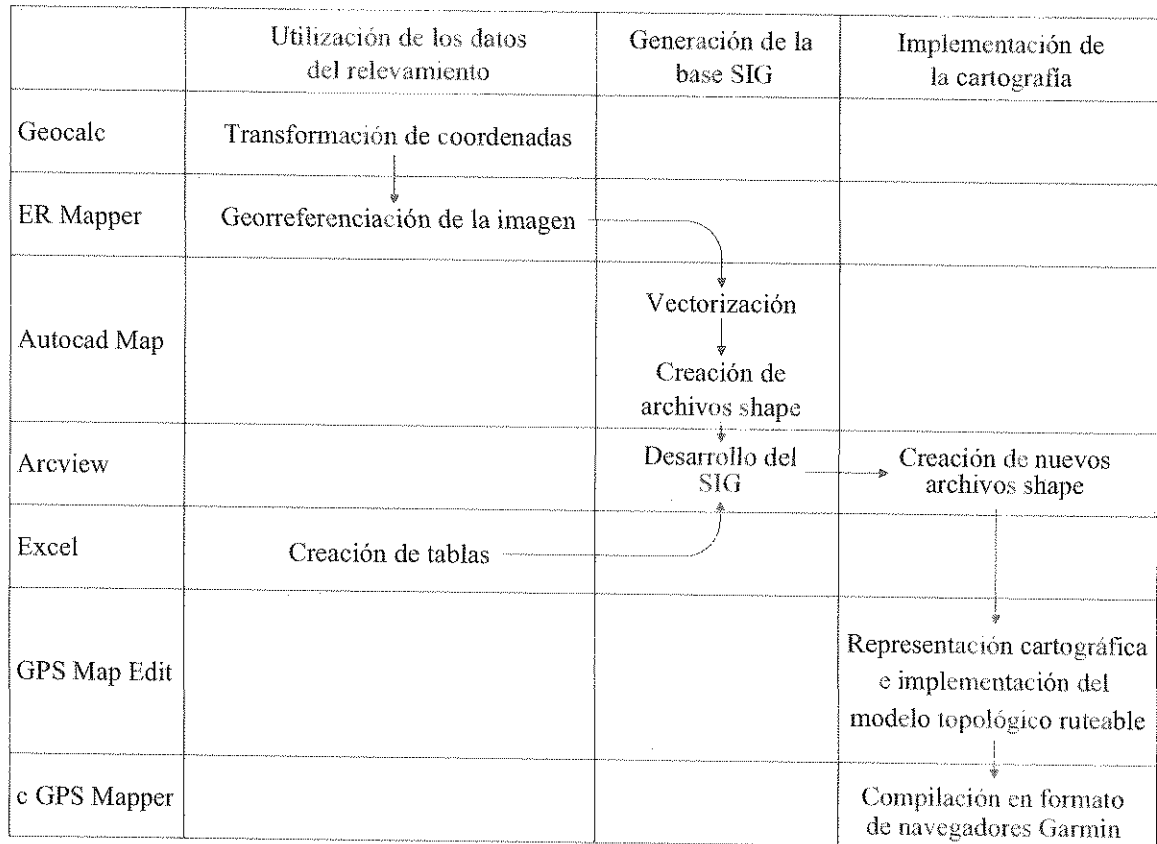 Utilización de los datos
del relevamiento
Generación de la
base SIG
Implementación de
la cartografía
Geocalc
Transformación de coordenadas
ER Mapper
Georreferenciación de la imagen
Autocad Map
Vectorización
Creación de
archivos shape
Arcview
Desarrollo del
SIG
Creación de nuevos
archivos shape
Excel
Creación de tablas
GPS Map Edit
Representación cartográfica
e implementación del
modelo topológico ruteable
c GPS Mapper
Compilación en formato
de navegadores Garmin